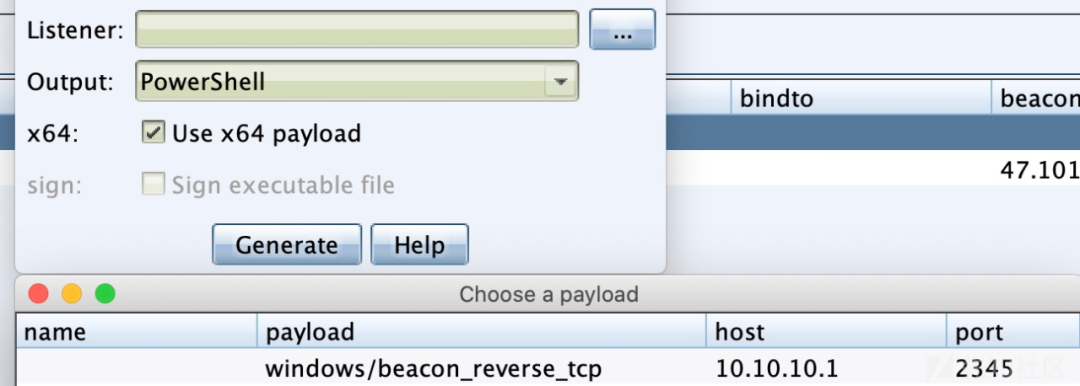 Listener: ...
Output: PowerShell
bindto beacon
x64: Use x64 payload
47.101
sign: Sign executable file
Generate Help
Choose a payload
name payload host port
windows/beacon_reverse_tcp 10.10.10.1 2345